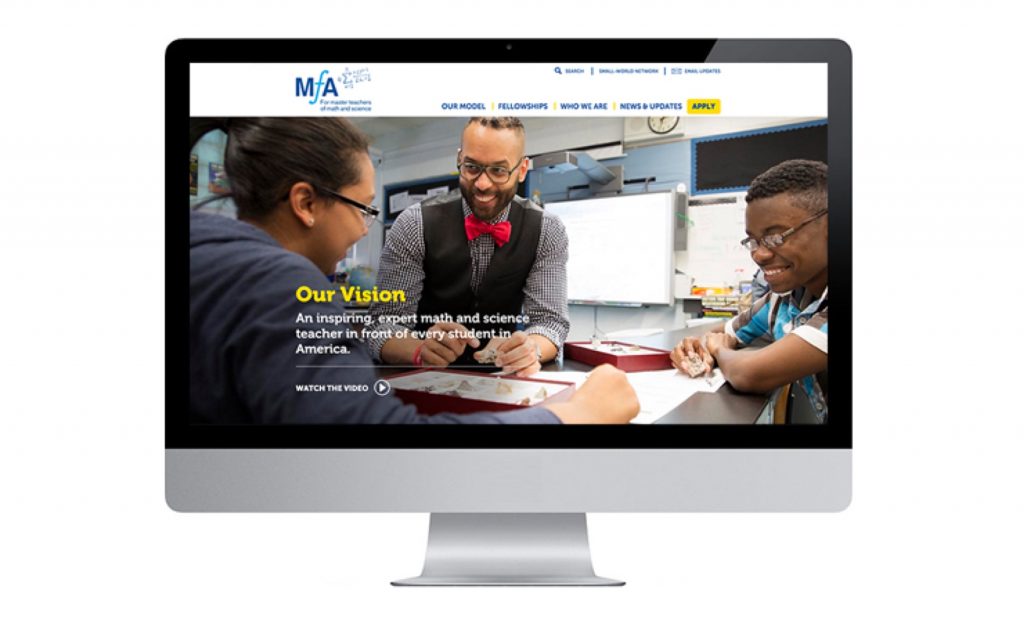 SEARCH
SMALL-WORLD NETWORK
EMAIL UPDATES
MfA
For master teachers
of math and science
OUR MODEL
FELLOWSHIPS
WHO WE ARE
NEWS & UPDATES
APPLY
Our Vision
An inspiring, expert math and science
teacher in front of every student in
America.
WATCH THE VIDEO